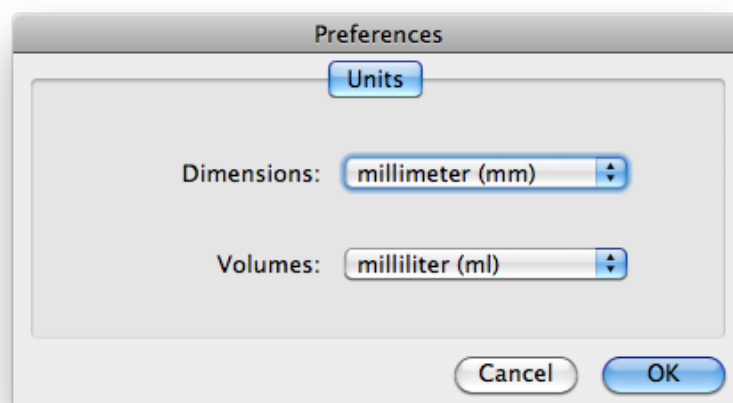 Preferences
Units
Dimensions: millimeter (mm)
Volumes: milliliter (ml)
Cancel OK